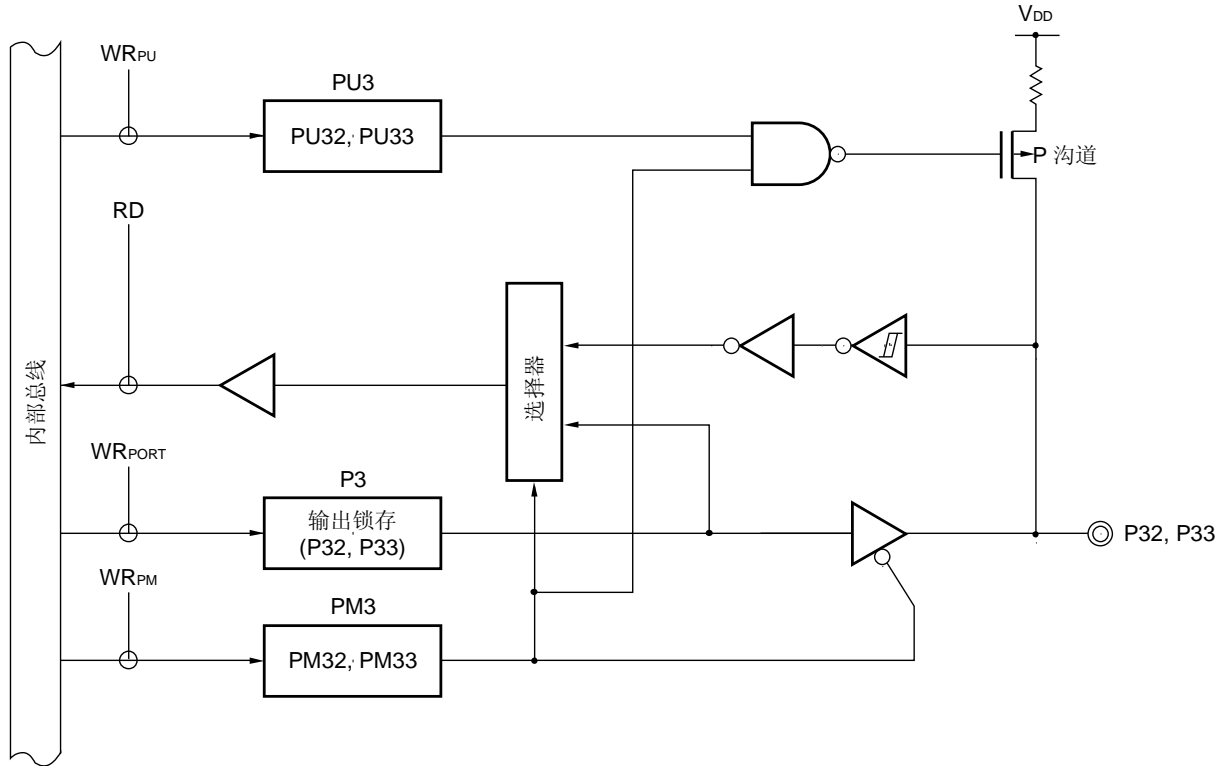 VDD
WRPU
PU3
PU32, PU33
P 沟道
RD
选择器
内部总线
WRPORT
P3
输出锁存
(P32, P33)
P32, P33
WRPM
PM3
PM32, PM33